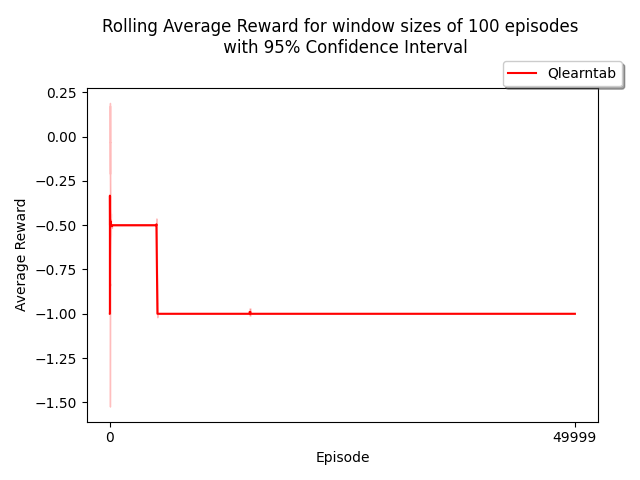 Rolling Average Reward for window sizes of 100 episodes
with 95% Confidence Interval
Qlearntab
0.25
0.00
−0.25
−0.50
−0.75
−1.00
−1.25
−1.50
Average Reward
0
49999
Episode